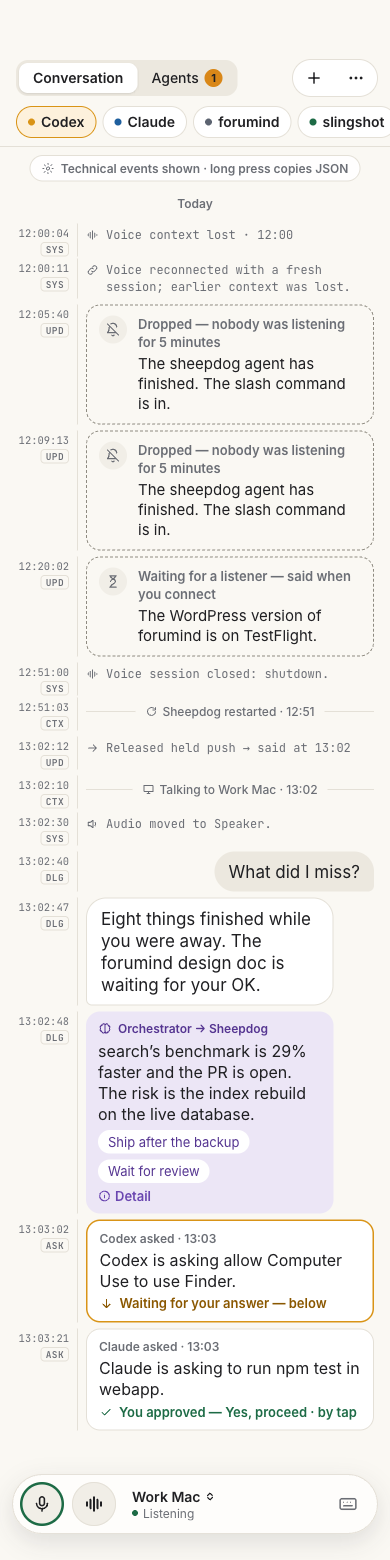 Conversation Agents 1
Codex Claude forumind slingshot
Technical events shown · long press copies JSON
Today
12:00:04 Voice context lost · 12:00
SYS
12:00:11 Voice reconnected with a fresh
SYS session; earlier context was lost.
12:05:40 Dropped — nobody was listening
UPD for 5 minutes
The sheepdog agent has
finished. The slash command
is in.
12:09:13 Dropped — nobody was listening
UPD for 5 minutes
The sheepdog agent has
finished. The slash command
is in.
12:20:02 Waiting for a listener — said when
UPD you connect
The WordPress version of
forumind is on TestFlight.
12:51:00 Voice session closed: shutdown.
SYS
12:51:03 Sheepdog restarted · 12:51
CTX
13:02:12 → Released held push → said at 13:02
UPD
13:02:10 Talking to Work Mac · 13:02
CTX
13:02:30 Audio moved to Speaker.
SYS
13:02:40 What did I miss?
DLG
13:02:47 Eight things finished while
DLG you were away. The
forumind design doc is
waiting for your OK.
13:02:48 Orchestrator → Sheepdog
DLG search’s benchmark is 29%
faster and the PR is open.
The risk is the index rebuild
on the live database.
Ship after the backup
Wait for review
Detail
13:03:02 Codex asked · 13:03
ASK Codex is asking allow Computer
Use to use Finder.
↓ Waiting for your answer — below
13:03:21 Claude asked · 13:03
ASK Claude is asking to run npm test in
webapp.
✓ You approved — Yes, proceed · by tap
Work Mac
Listening